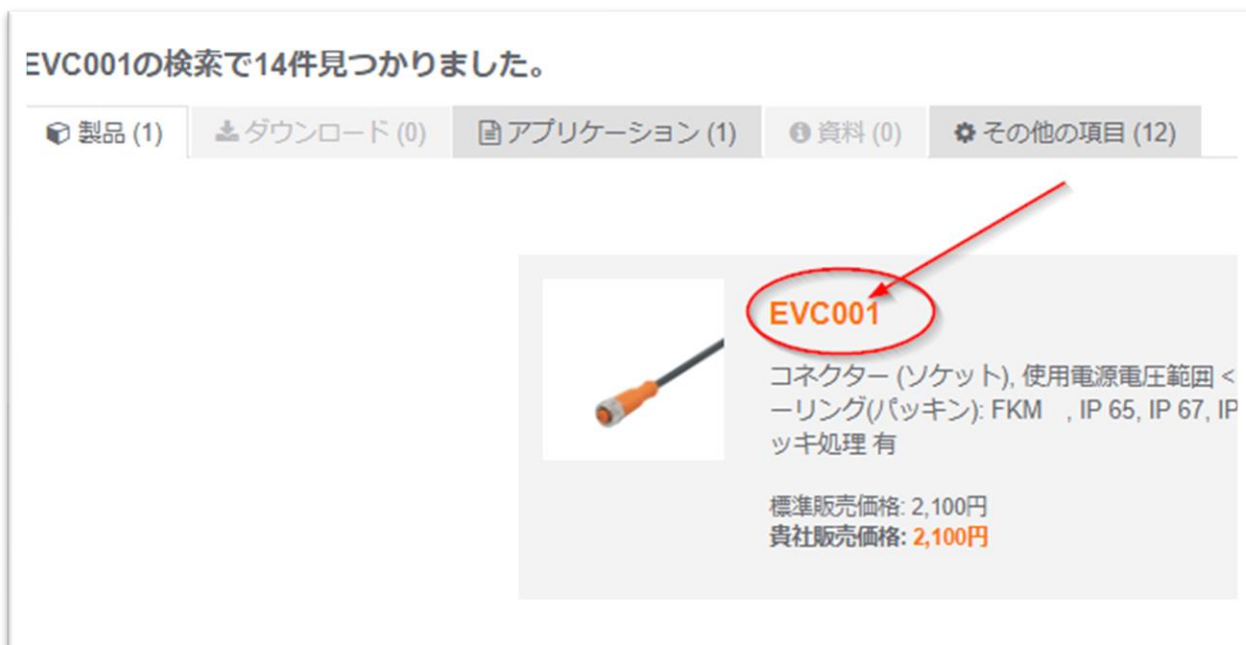 EVC001の検索で14件見つかりました。
製品 (1) ダウンロード (0) アプリケーション (1) 資料 (0) その他の項目 (12)
EVC001
コネクター (ソケット), 使用電源電圧範囲 <
ーリング(パッキン): FKM , IP 65, IP 67, IP
ッキ処理 有
標準販売価格: 2,100円
貴社販売価格: 2,100円